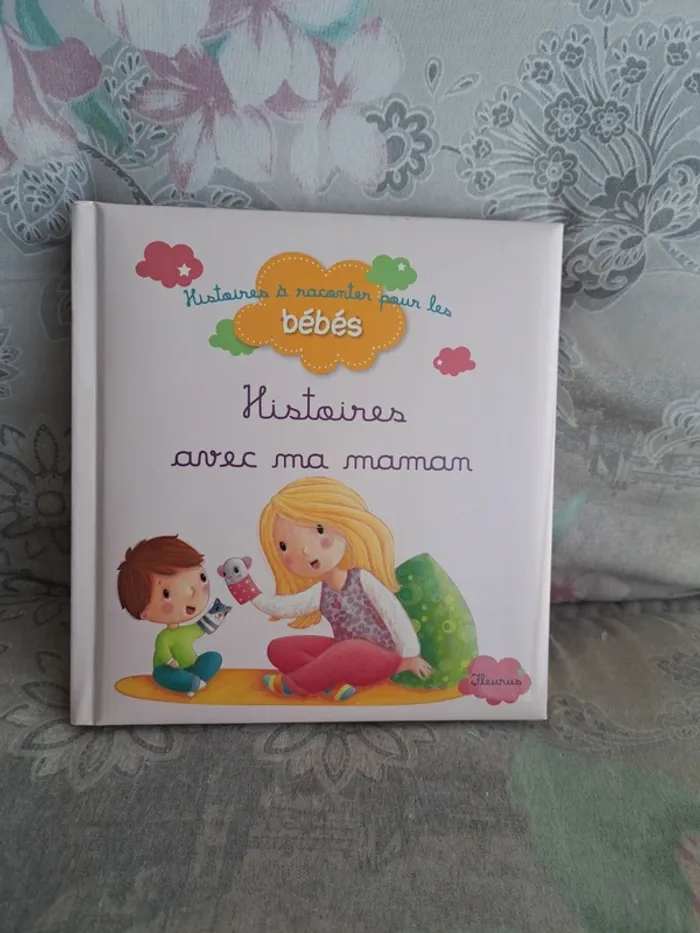 Histoires à raconter pour les
bébés
Histoires
avec ma maman
Fleurus